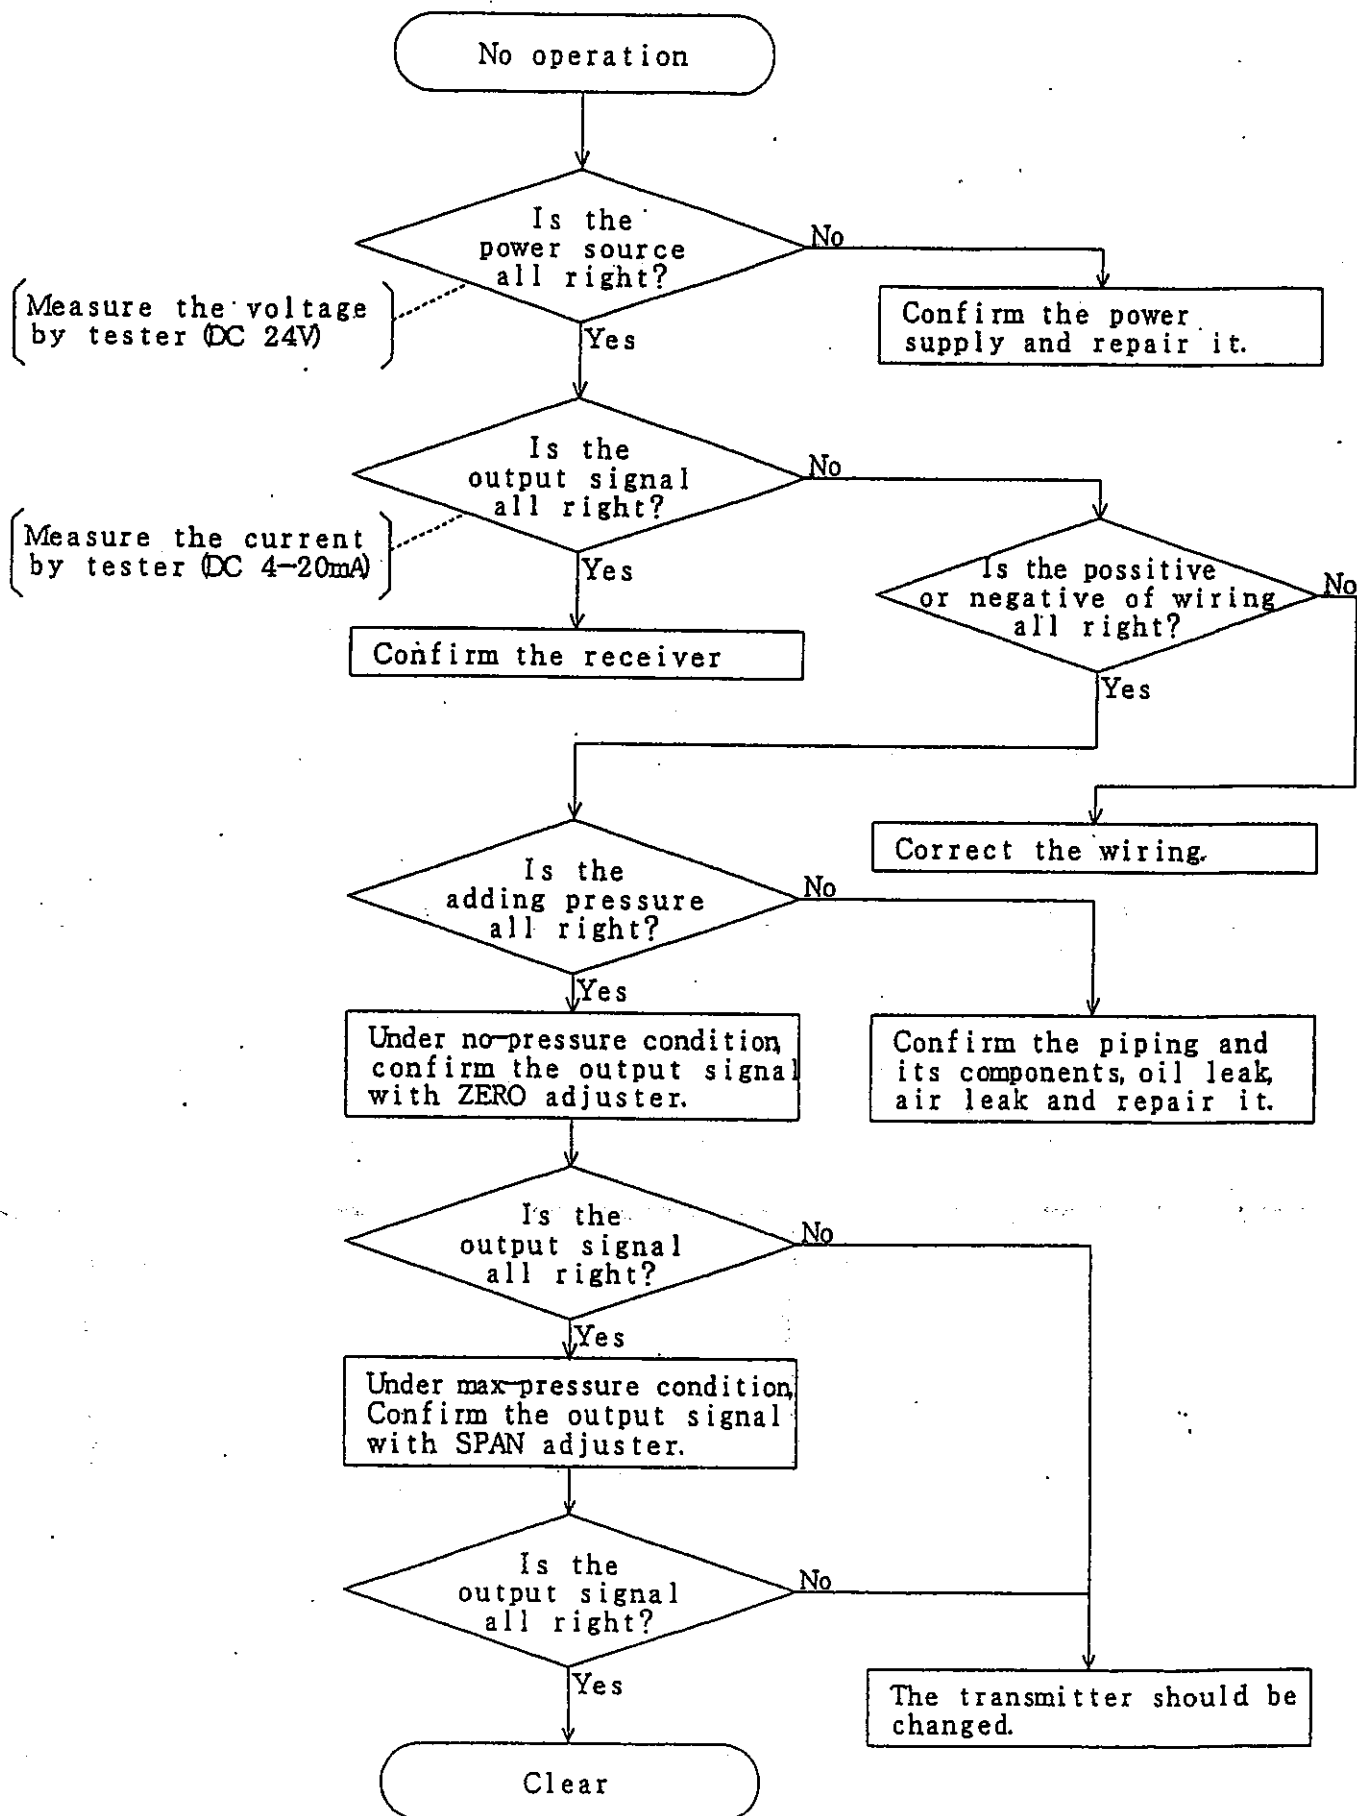 No operation
Is the
power source
all right?
No
Measure the voltage
by tester (DC 24V)
Yes
Confirm the power
supply and repair it.
Is the
output signal
all right?
No
Measure the current
by tester (DC 4-20mA)
Yes
Is the possitive
or negative of wiring
all right?
No
Confirm the receiver
Yes
Correct the wiring.
Is the
adding pressure
all right?
No
Yes
Under no-pressure condition,
confirm the output signal
with ZERO adjuster.
Confirm the piping and
its components, oil leak,
air leak and repair it.
Is the
output signal
all right?
No
Yes
Under max-pressure condition,
Confirm the output signal
with SPAN adjuster.
Is the
output signal
all right?
No
Yes
The transmitter should be
changed.
Clear